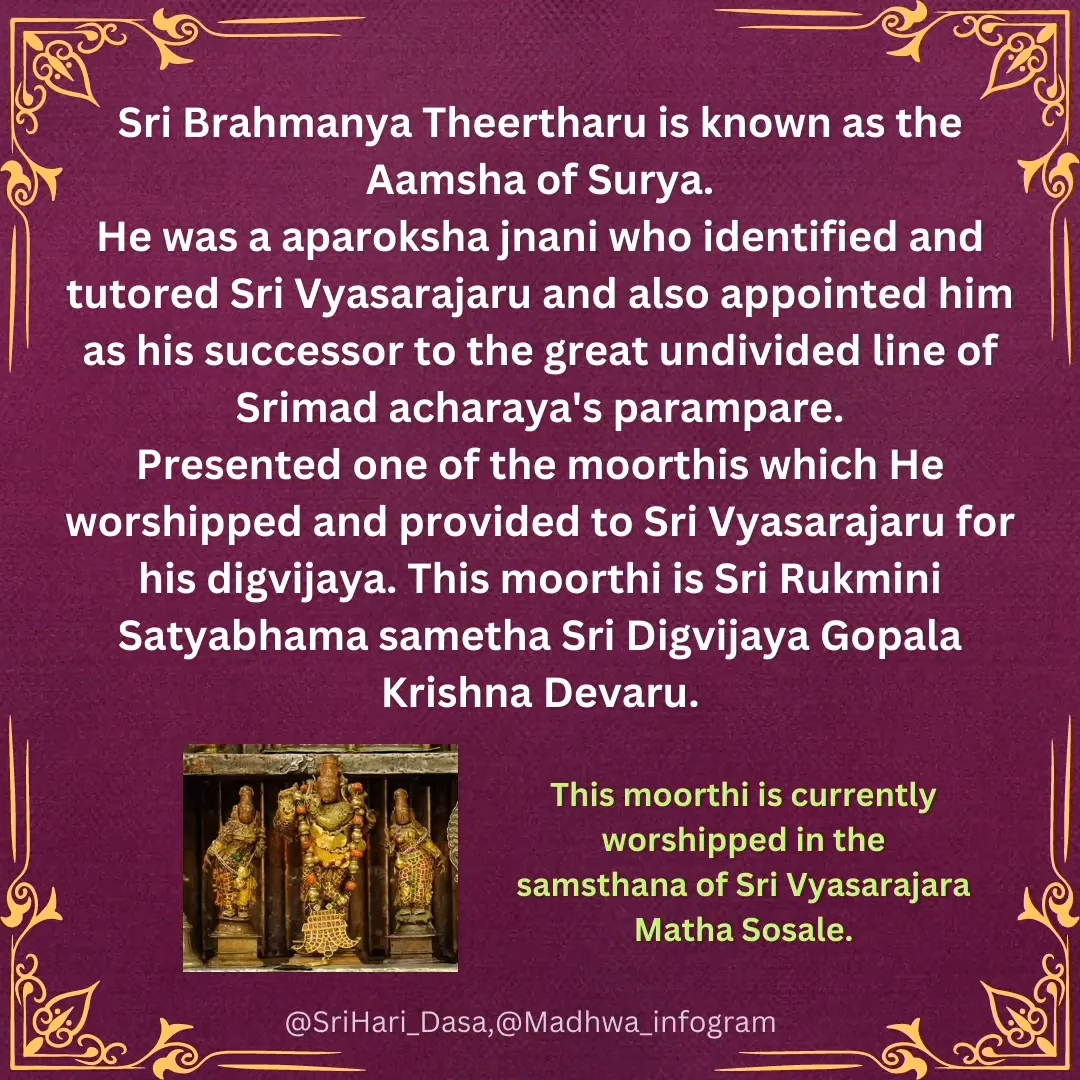 Sri Brahmanya Theertharu is known as the
Aamsha of Surya.
He was a aparoksha jnani who identified and
tutored Sri Vyasarajaru and also appointed him
as his successor to the great undivided line of
Srimad acharaya's parampare.
Presented one of the moorthis which He
worshipped and provided to Sri Vyasarajaru for
his digvijaya. This moorthi is Sri Rukmini
Satyabhama sametha Sri Digvijaya Gopala
Krishna Devaru.
This moorthi is currently
worshipped in the
samsthana of Sri Vyasarajara
Matha Sosale.
@SriHari_Dasa,@Madhwa_infogram